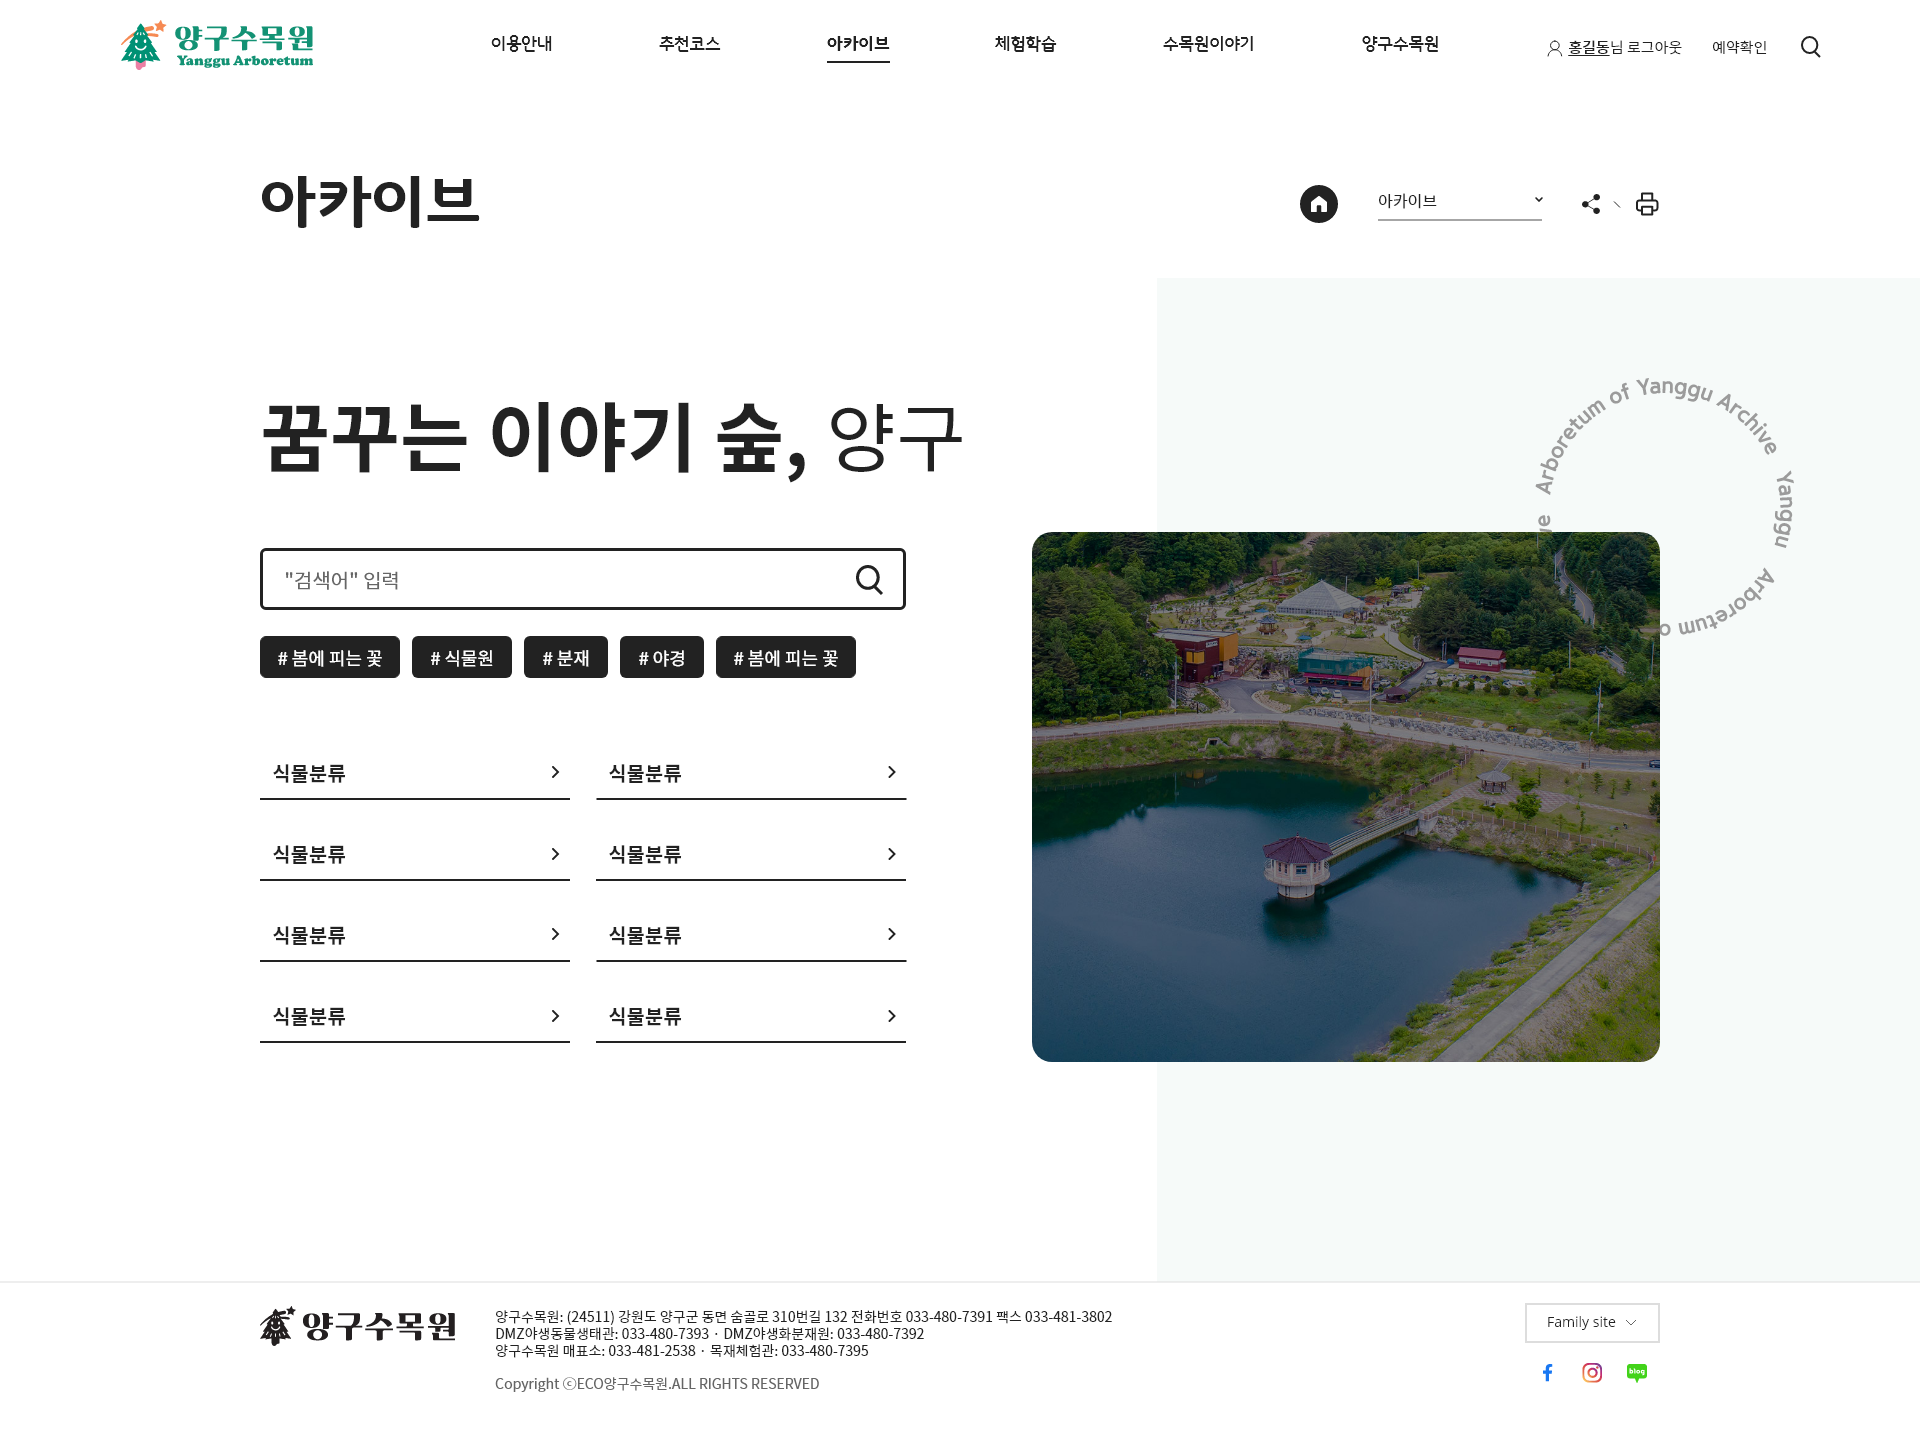 양구수목원
Yanggu Arboretum
이용안내
추천코스
아카이브
체험학습
수목원이야기
양구수목원
홍길동님 로그아웃
예약확인
아카이브
아카이브
Arboretum of Yanggu Archive
Yanggu
Arboretum o
꿈꾸는 이야기 숲, 양구
"검색어" 입력
# 봄에 피는 꽃
# 식물원
# 분재
# 야경
# 봄에 피는 꽃
식물분류
식물분류
식물분류
식물분류
식물분류
식물분류
식물분류
식물분류
양구수목원
양구수목원: (24511) 강원도 양구군 동면 숨골로 310번길 132 전화번호 033-480-7391 팩스 033-481-3802
DMZ야생동물생태관: 033-480-7393 · DMZ야생화분재원: 033-480-7392
양구수목원 매표소: 033-481-2538 · 목재체험관: 033-480-7395
Copyright ⓒECO양구수목원.ALL RIGHTS RESERVED
Family site
blog